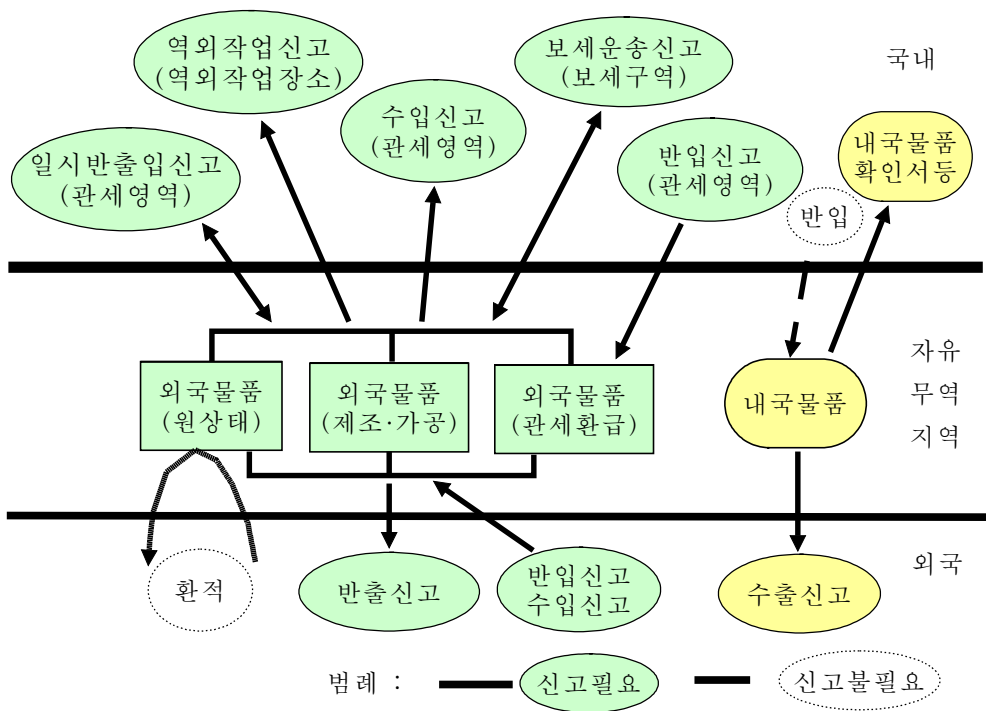 역외작업신고
(역외작업장소)
보세운송신고
(보세구역)
국내
수입신고
(관세영역)
일시반출입신고
(관세영역)
반입신고
(관세영역)
내국물품
확인서등
반입
외국물품
(원상태)
외국물품
(제조·가공)
외국물품
(관세환급)
내국물품
자유
무역
지역
환적
반출신고
반입신고
수입신고
수출신고
외국
범례 :
신고필요
신고불필요